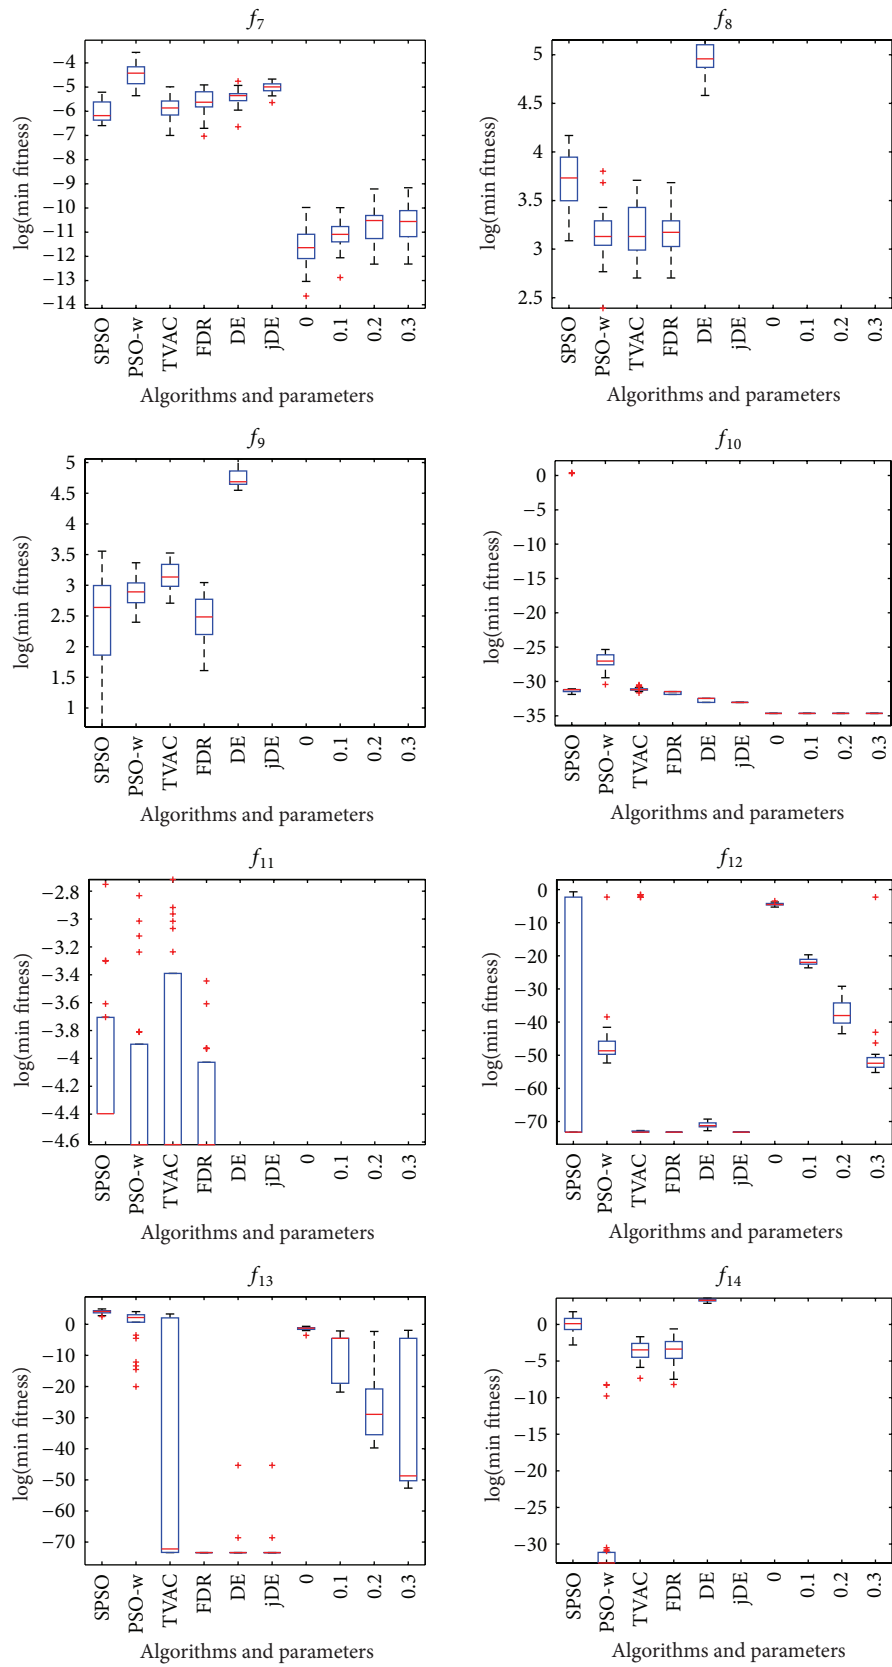 f7
−4
−5
−6
−7
−8
−9
−10
−11
−12
−13
−14
log(min fitness)
SPSO
PSO-w
TVAC
FDR
DE
jDE
0
0.1
0.2
0.3
Algorithms and parameters
f8
5
4.5
4
3.5
3
2.5
log(min fitness)
SPSO
PSO-w
TVAC
FDR
DE
jDE
0
0.1
0.2
0.3
Algorithms and parameters
f9
5
4.5
4
3.5
3
2.5
2
1.5
1
log(min fitness)
SPSO
PSO-w
TVAC
FDR
DE
jDE
0
0.1
0.2
0.3
Algorithms and parameters
f10
0
−5
−10
−15
−20
−25
−30
−35
log(min fitness)
SPSO
PSO-w
TVAC
FDR
DE
jDE
0
0.1
0.2
0.3
Algorithms and parameters
f11
−2.8
−3
−3.2
−3.4
−3.6
−3.8
−4
−4.2
−4.4
−4.6
log(min fitness)
SPSO
PSO-w
TVAC
FDR
DE
jDE
0
0.1
0.2
0.3
Algorithms and parameters
f12
0
−10
−20
−30
−40
−50
−60
−70
log(min fitness)
SPSO
PSO-w
TVAC
FDR
DE
jDE
0
0.1
0.2
0.3
Algorithms and parameters
f13
0
−10
−20
−30
−40
−50
−60
−70
log(min fitness)
SPSO
PSO-w
TVAC
FDR
DE
jDE
0
0.1
0.2
0.3
Algorithms and parameters
f14
0
−5
−10
−15
−20
−25
−30
log(min fitness)
SPSO
PSO-w
TVAC
FDR
DE
jDE
0
0.1
0.2
0.3
Algorithms and parameters